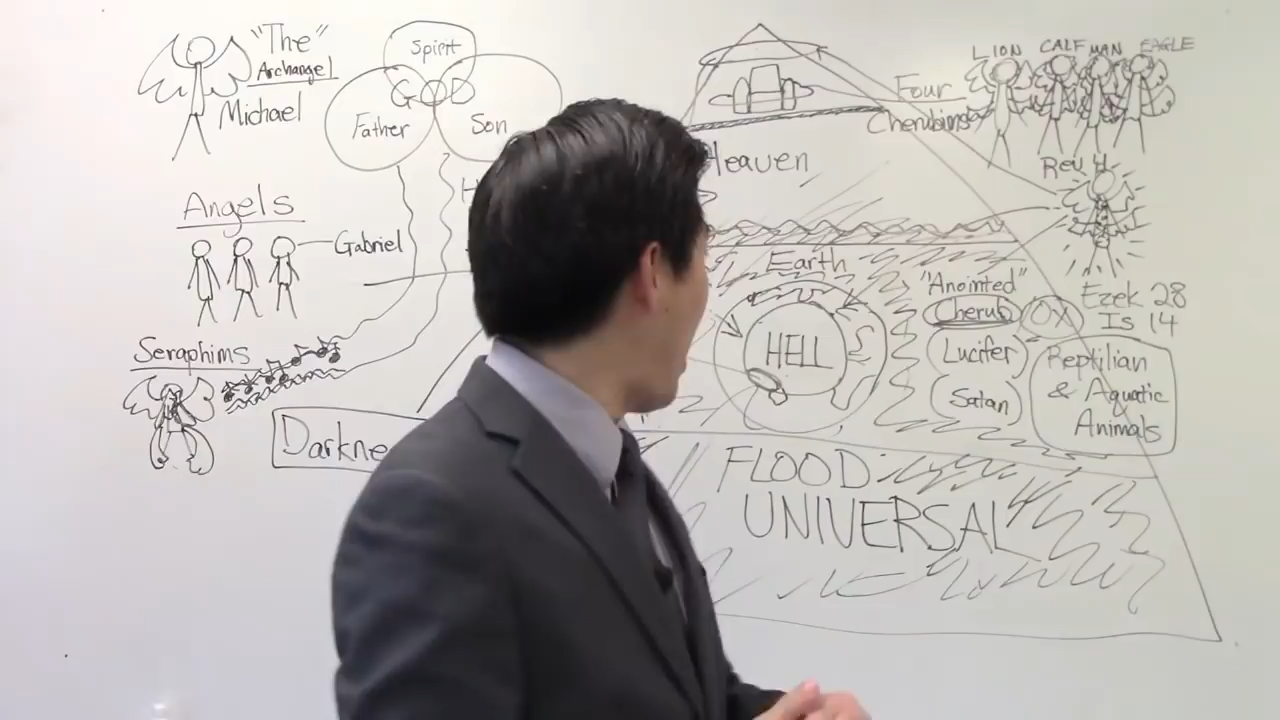 "The"
Archangel
Michael
Spirit
GOD
Father
Son
Angels
Gabriel
Seraphims
Heaven
Four
Cherubims
LION CALF MAN EAGLE
Rev 4
Earth
HELL
"Anointed"
Cherub
OX
Lucifer
Satan
Ezek 28
Is 14
Reptilian
& Aquatic
Animals
FLOOD
UNIVERSAL